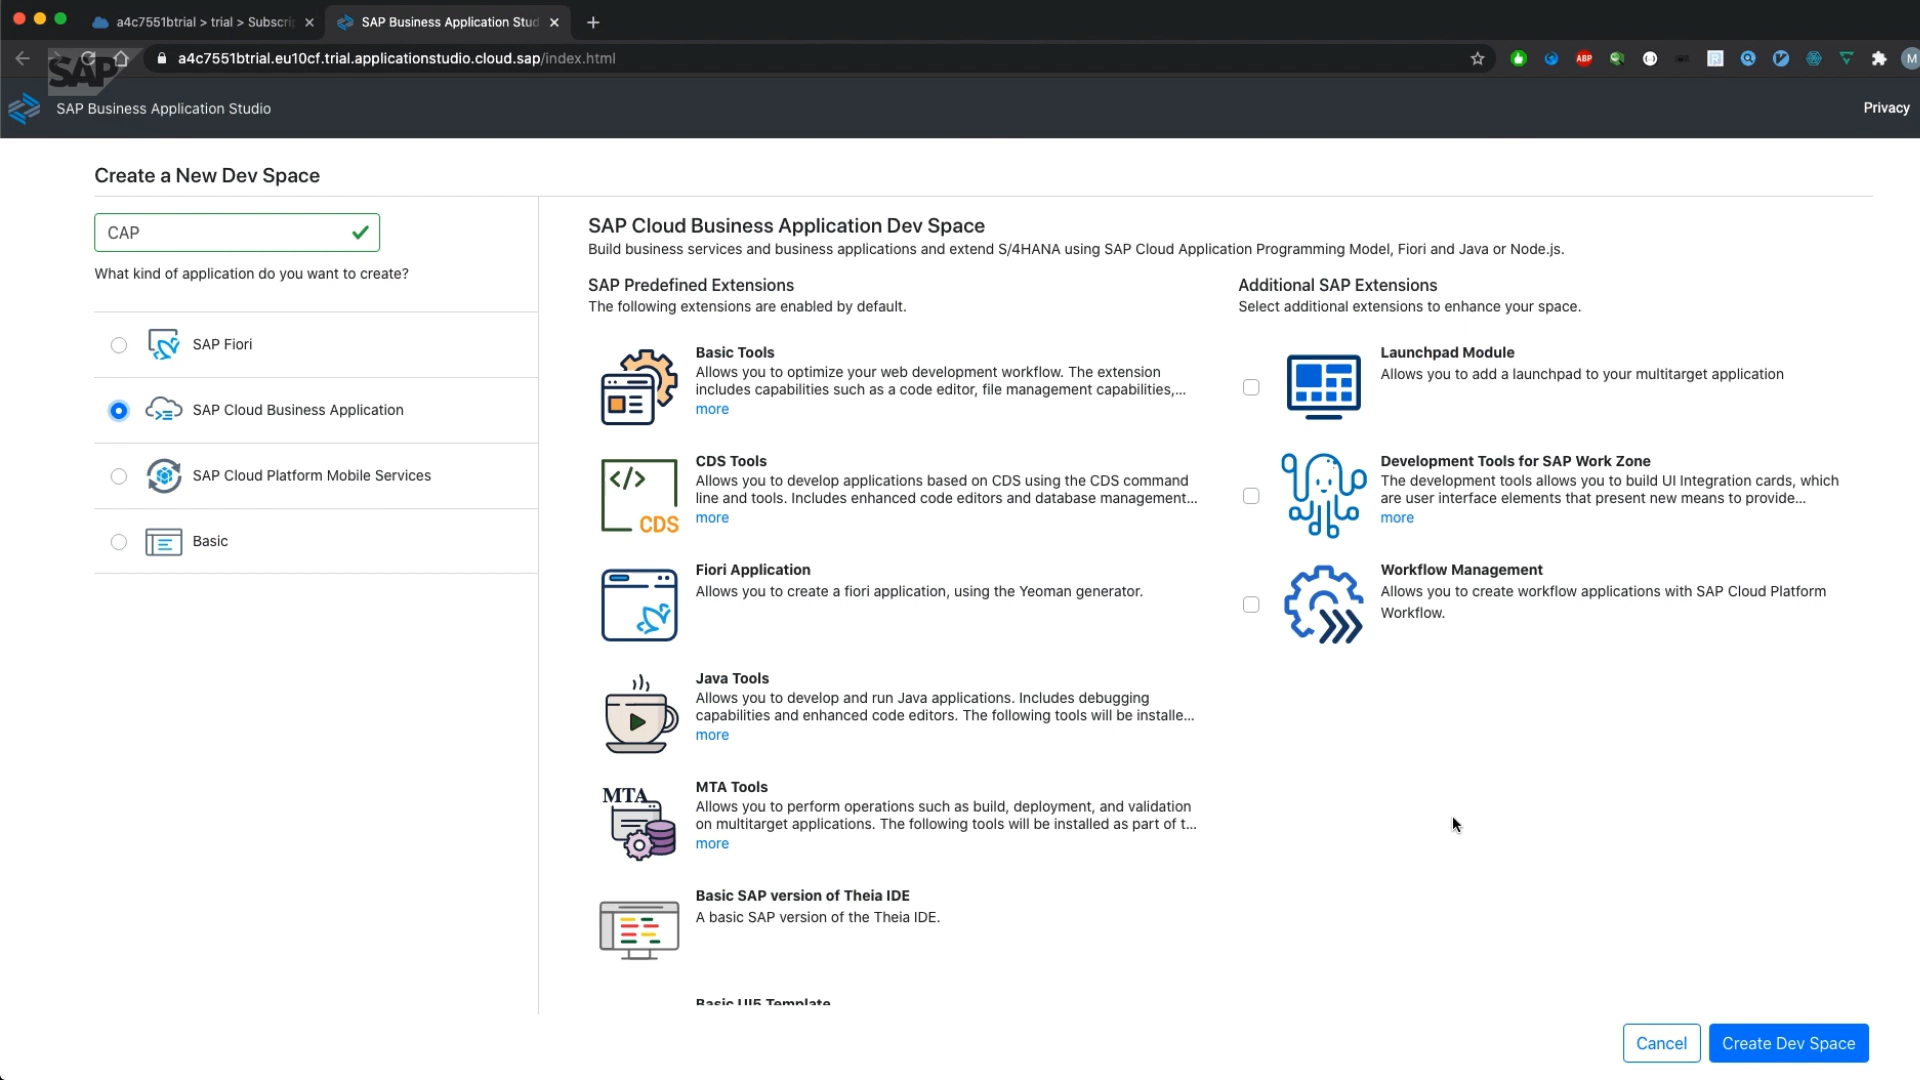 a4c7551btrial > trial > Subscri
SAP Business Application Stud
a4c7551btrial.eu10cf.trial.applicationstudio.cloud.sap/index.html
ABP
M
SAP
SAP Business Application Studio
Privacy
Create a New Dev Space
CAP
What kind of application do you want to create?
SAP Fiori
SAP Cloud Business Application
SAP Cloud Platform Mobile Services
Basic
SAP Cloud Business Application Dev Space
Build business services and business applications and extend S/4HANA using SAP Cloud Application Programming Model, Fiori and Java or Node.js.
SAP Predefined Extensions
The following extensions are enabled by default.
Basic Tools
Allows you to optimize your web development workflow. The extension
includes capabilities such as a code editor, file management capabilities,...
more
</> CDS
CDS Tools
Allows you to develop applications based on CDS using the CDS command
line and tools. Includes enhanced code editors and database management...
more
Fiori Application
Allows you to create a fiori application, using the Yeoman generator.
Java Tools
Allows you to develop and run Java applications. Includes debugging
capabilities and enhanced code editors. The following tools will be installe...
more
MTA
MTA Tools
Allows you to perform operations such as build, deployment, and validation
on multitarget applications. The following tools will be installed as part of t...
more
Basic SAP version of Theia IDE
A basic SAP version of the Theia IDE.
Basic UI5 Template
Additional SAP Extensions
Select additional extensions to enhance your space.
Launchpad Module
Allows you to add a launchpad to your multitarget application
Development Tools for SAP Work Zone
The development tools allows you to build UI Integration cards, which
are user interface elements that present new means to provide...
more
Workflow Management
Allows you to create workflow applications with SAP Cloud Platform
Workflow.
Cancel
Create Dev Space